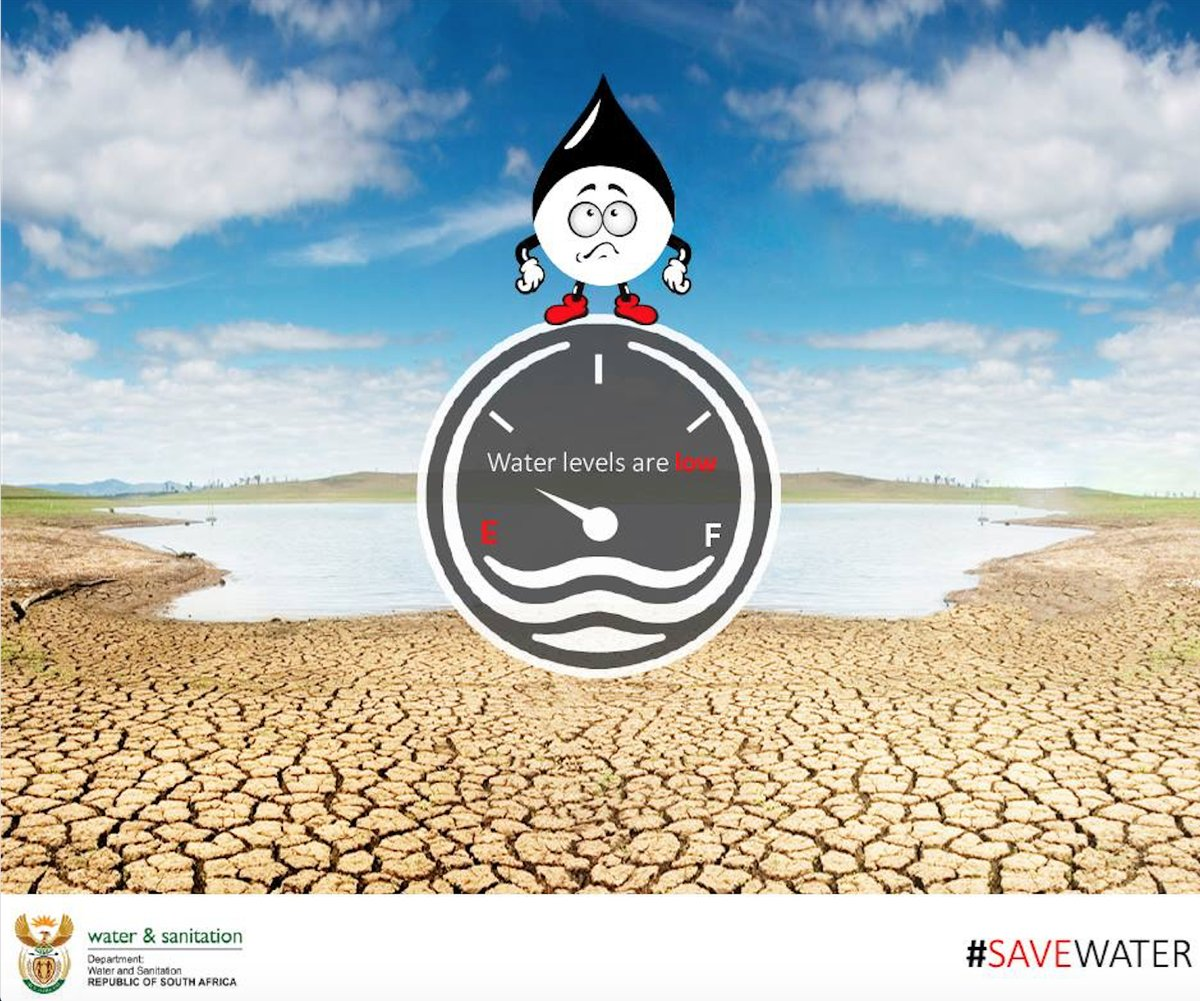 Water levels are low
E F
water & sanitation
Department:
Water and Sanitation
REPUBLIC OF SOUTH AFRICA
#SAVEWATER